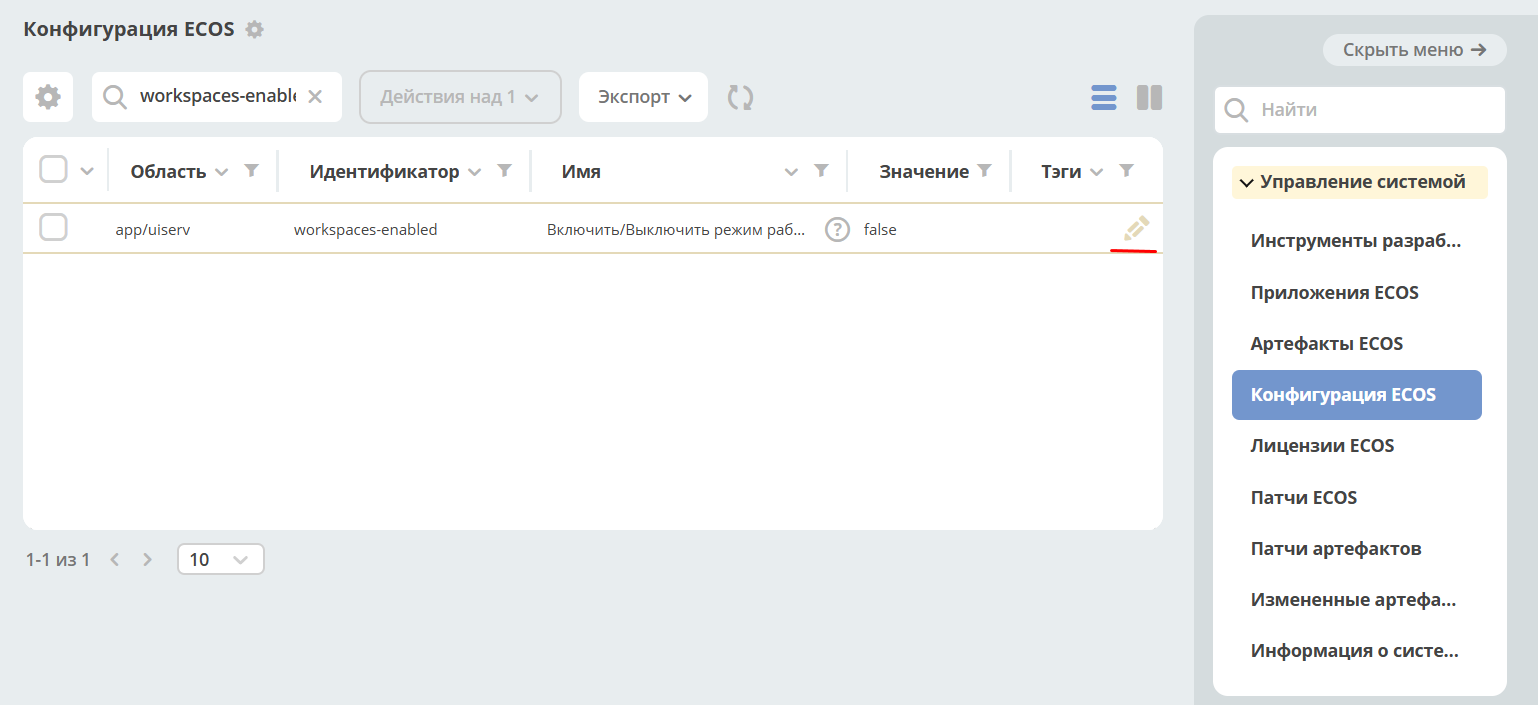 Конфигурация ECOS
Скрыть меню
workspaces-enable
Действия над 1
Экспорт
Найти
Область
Идентификатор
Имя
Значение
Тэги
app/uiserv
workspaces-enabled
Включить/Выключить режим раб...
?
false
1-1 из 1
10
Управление системой
Инструменты разраб...
Приложения ECOS
Артефакты ECOS
Конфигурация ECOS
Лицензии ECOS
Патчи ECOS
Патчи артефактов
Измененные артефа...
Информация о систе...